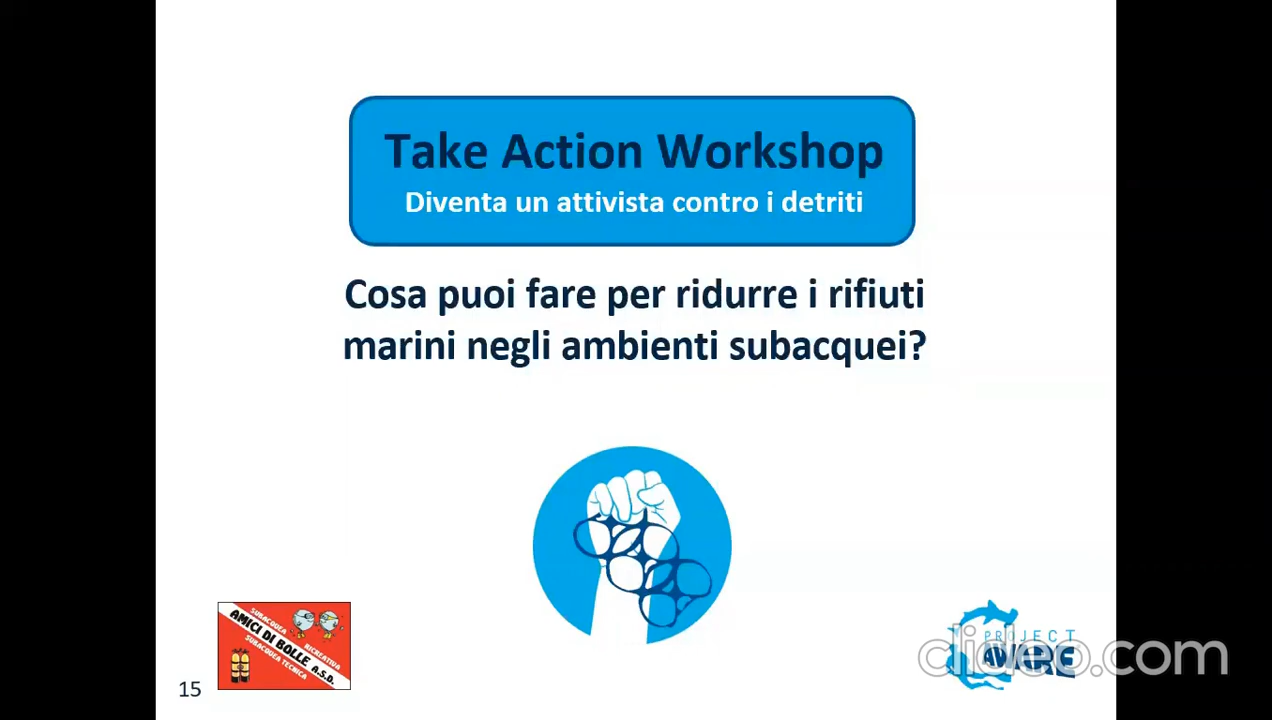 Take Action Workshop
Diventa un attivista contro i detriti
Cosa puoi fare per ridurre i rifiuti
marini negli ambienti subacquei?
SUBACQUEA RICREATIVA
AMICI DI BOLLE A.S.D.
SUBACQUEA TECNICA
15
PROJECT
AWARE
clideo.com